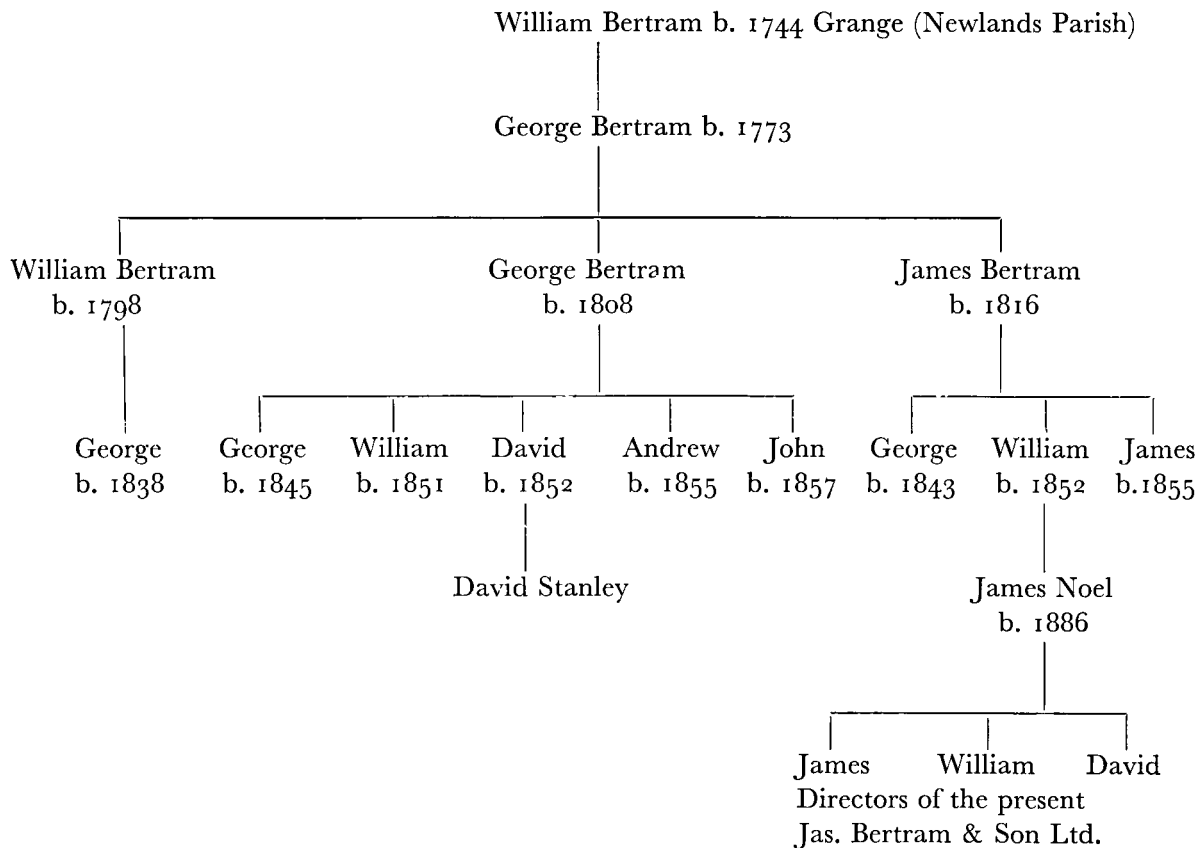 William Bertram b. 1744 Grange (Newlands Parish)
George Bertram b. 1773
William Bertram George Bertram James Bertram
b. 1798 b. 1808 b. 1816
George George William David Andrew John George William James
b. 1838 b. 1845 b. 1851 b. 1852 b. 1855 b. 1857 b. 1843 b. 1852 b.1855
David Stanley James Noel
b. 1886
James William David
Directors of the present
Jas. Bertram & Son Ltd.